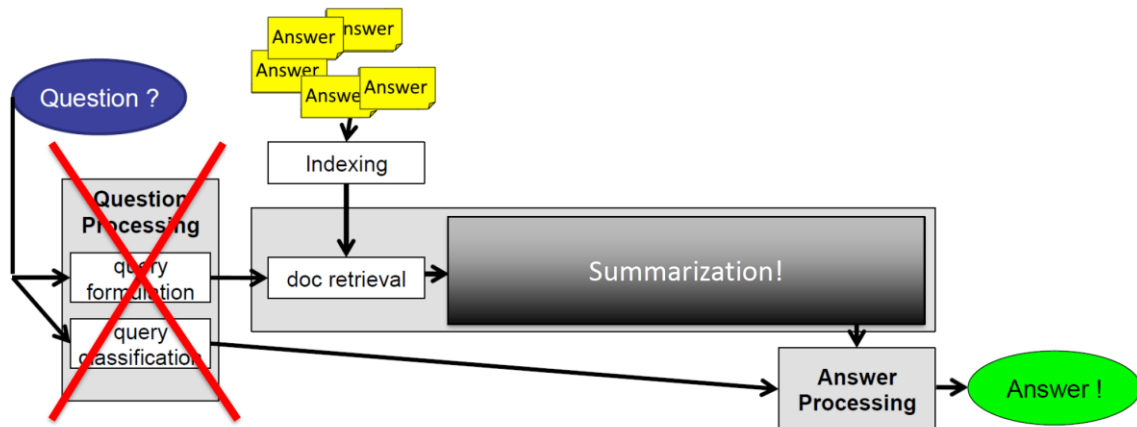 Answer
Answer
Answer
Answer
Answer
Question ?
Indexing
Question
Processing
query
formulation
doc retrieval
Summarization!
query
classification
Answer
Processing
Answer !